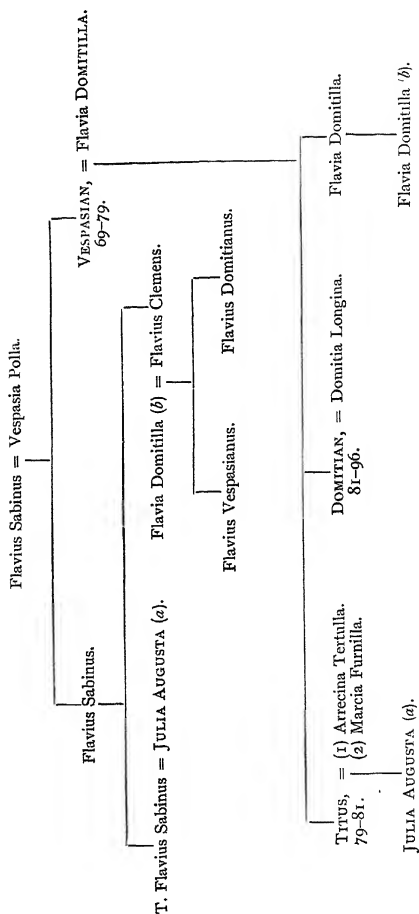 Flavius Sabinus = Vespasia Polla.
Flavius Sabinus.
VESPASIAN, = Flavia DOMITILLA.
69–79.
T. Flavius Sabinus = JULIA AUGUSTA (a).
Flavia Domitilla (b) = Flavius Clemens.
Flavius Vespasianus.
Flavius Domitianus.
TITUS, = (1) Arrecina Tertulla.
79–81. (2) Marcia Furnilla.
DOMITIAN, = Domitia Longina.
81–96.
Flavia Domitilla.
JULIA AUGUSTA (a).
Flavia Domitilla (b).